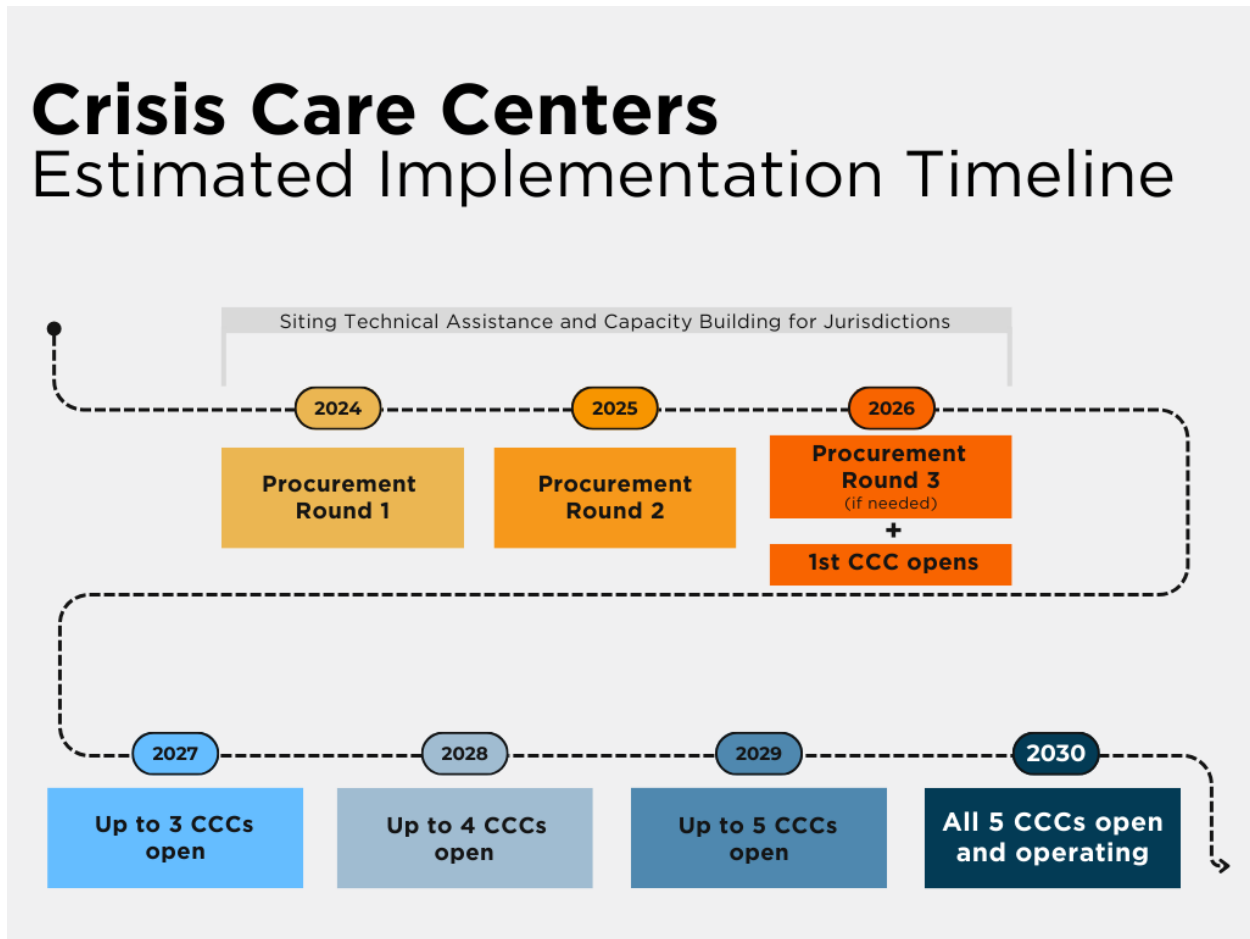 Crisis Care Centers
Estimated Implementation Timeline
Siting Technical Assistance and Capacity Building for Jurisdictions
2024
2025
2026
Procurement
Round 1
Procurement
Round 2
Procurement
Round 3
(if needed)
+
1st CCC opens
2027
2028
2029
2030
Up to 3 CCCs
open
Up to 4 CCCs
open
Up to 5 CCCs
open
All 5 CCCs open
and operating